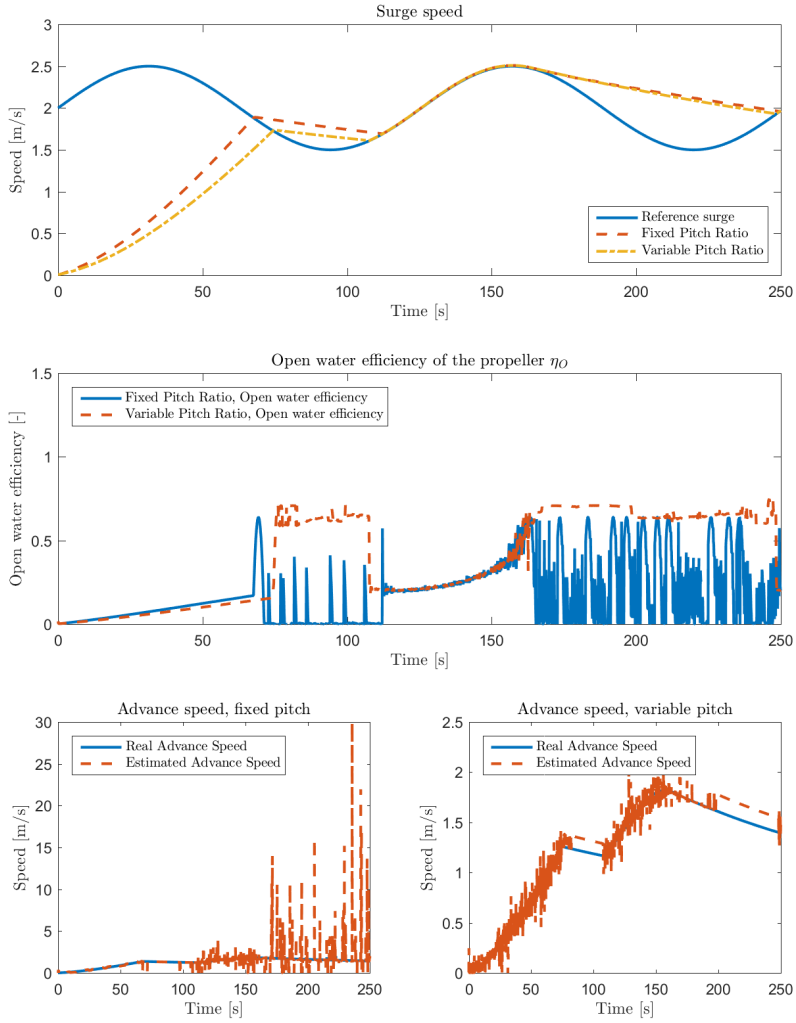 Surge speed
3
2.5
2
1.5
1
0.5
0
Speed [m/s]
Reference surge
Fixed Pitch Ratio
Variable Pitch Ratio
0 50 100 150 200 250
Time [s]
Open water efficiency of the propeller ηO
1.5
1
0.5
0
Open water efficiency [-]
Fixed Pitch Ratio, Open water efficiency
Variable Pitch Ratio, Open water efficiency
0 50 100 150 200 250
Time [s]
Advance speed, fixed pitch
30
25
20
15
10
5
0
Speed [m/s]
Real Advance Speed
Estimated Advance Speed
0 50 100 150 200 250
Time [s]
Advance speed, variable pitch
2.5
2
1.5
1
0.5
0
Speed [m/s]
Real Advance Speed
Estimated Advance Speed
0 50 100 150 200 250
Time [s]